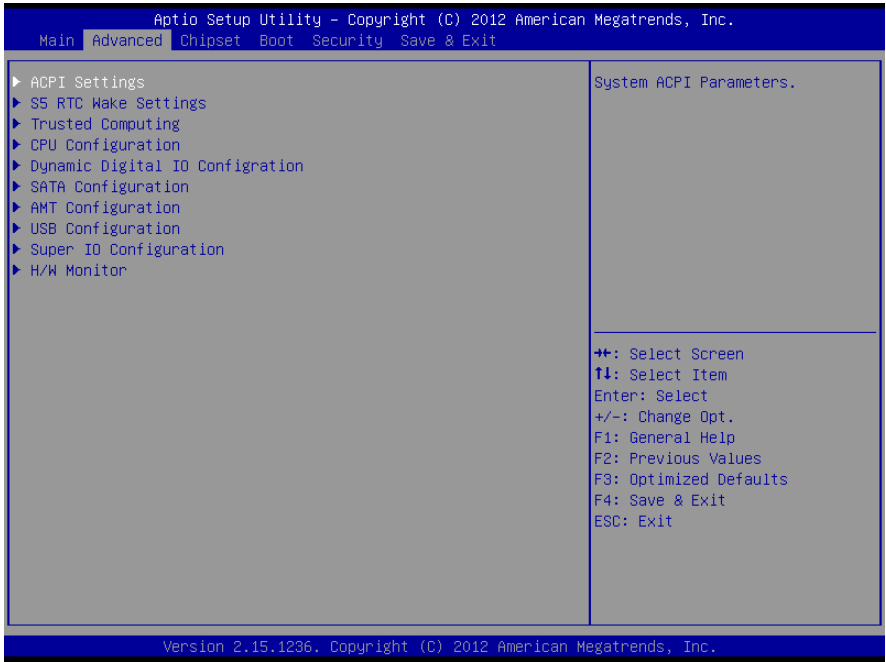 Aptio Setup Utility – Copyright (C) 2012 American Megatrends, Inc.
Main Advanced Chipset Boot Security Save & Exit
ACPI Settings
S5 RTC Wake Settings
Trusted Computing
CPU Configuration
Dynamic Digital IO Configration
SATA Configuration
AMT Configuration
USB Configuration
Super IO Configuration
H/W Monitor
System ACPI Parameters.
→←: Select Screen
↑↓: Select Item
Enter: Select
+/-: Change Opt.
F1: General Help
F2: Previous Values
F3: Optimized Defaults
F4: Save & Exit
ESC: Exit
Version 2.15.1236. Copyright (C) 2012 American Megatrends, Inc.